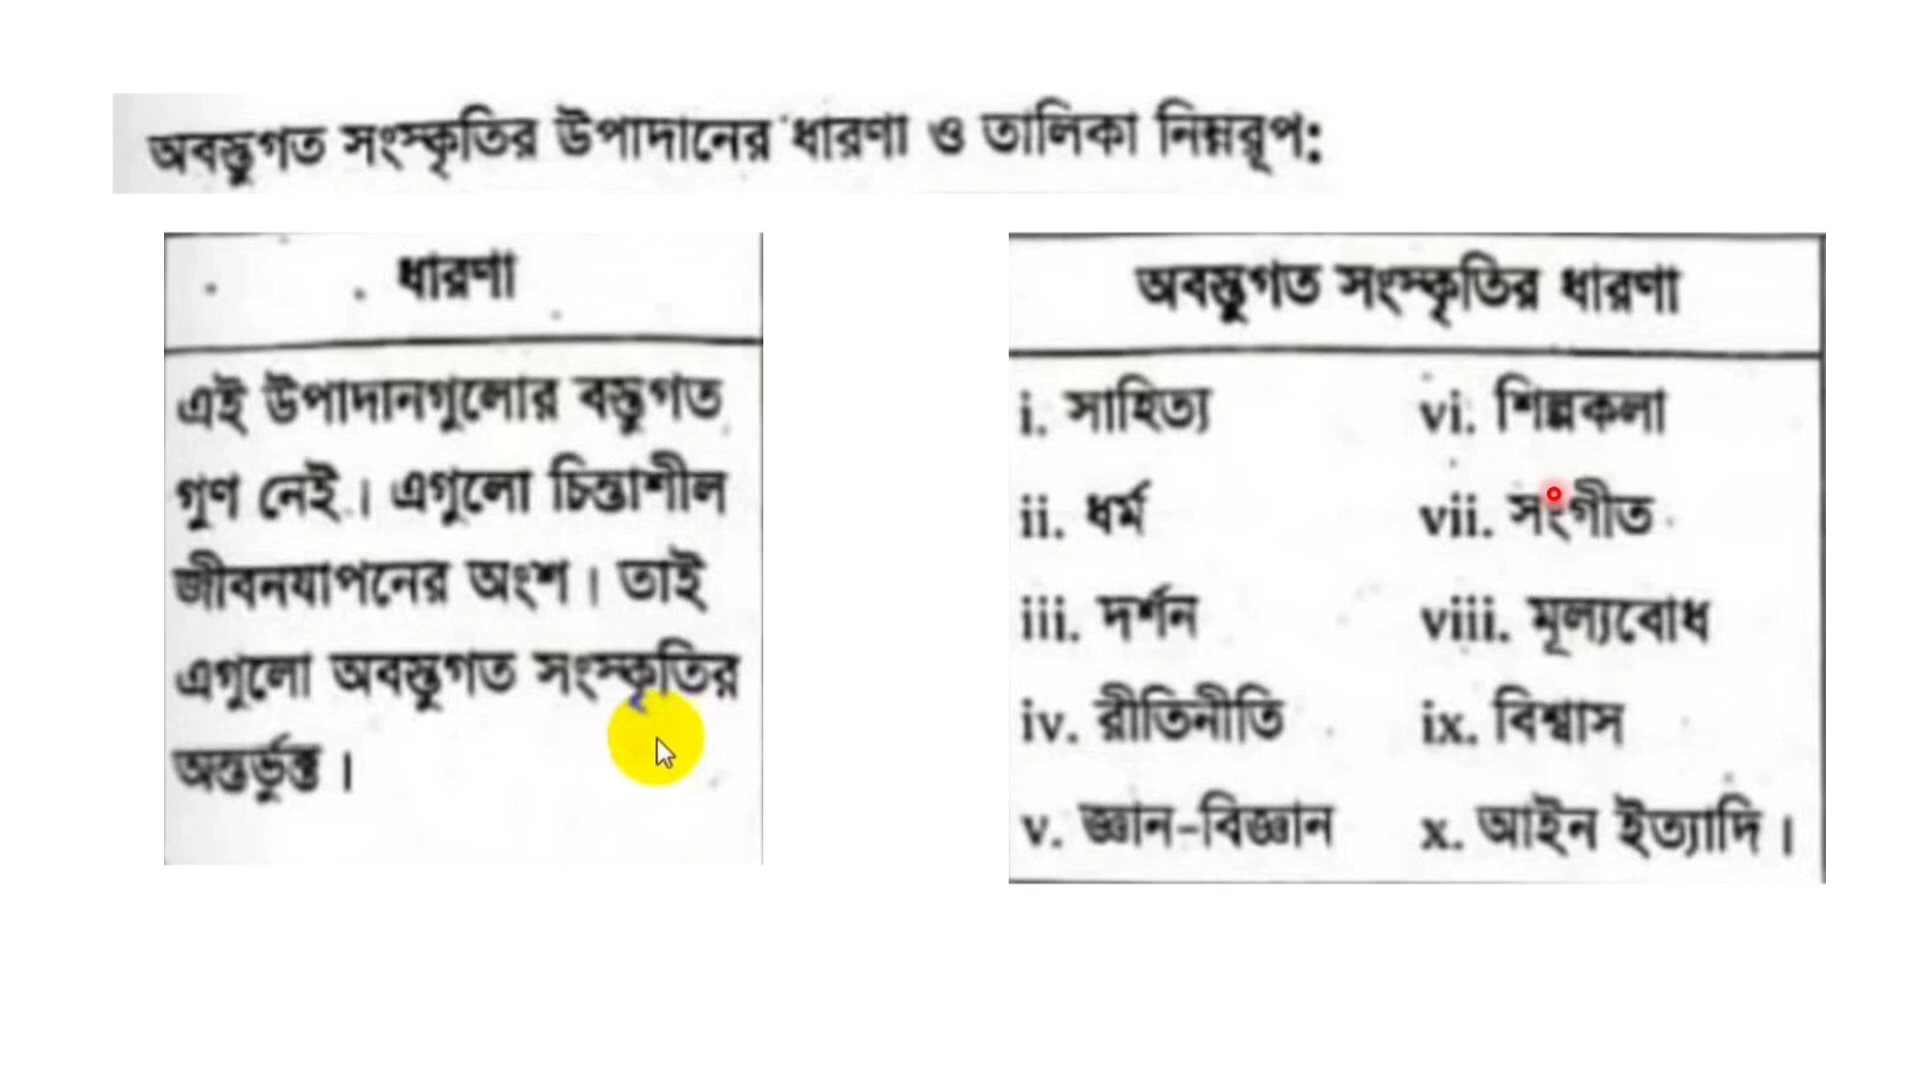 অবস্তুগত সংস্কৃতির উপাদানের ধারণা ও তালিকা নিম্নরূপ:
ধারণা
এই উপাদানগুলোর বস্তুগত
গুণ নেই। এগুলো চিন্তাশীল
জীবনযাপনের অংশ। তাই
এগুলো অবস্তুগত সংস্কৃতির
অন্তর্ভুক্ত।
অবস্তুগত সংস্কৃতির ধারণা
i. সাহিত্য vi. শিল্পকলা
ii. ধর্ম vii. সংগীত
iii. দর্শন viii. মূল্যবোধ
iv. রীতিনীতি ix. বিশ্বাস
v. জ্ঞান-বিজ্ঞান x. আইন ইত্যাদি।